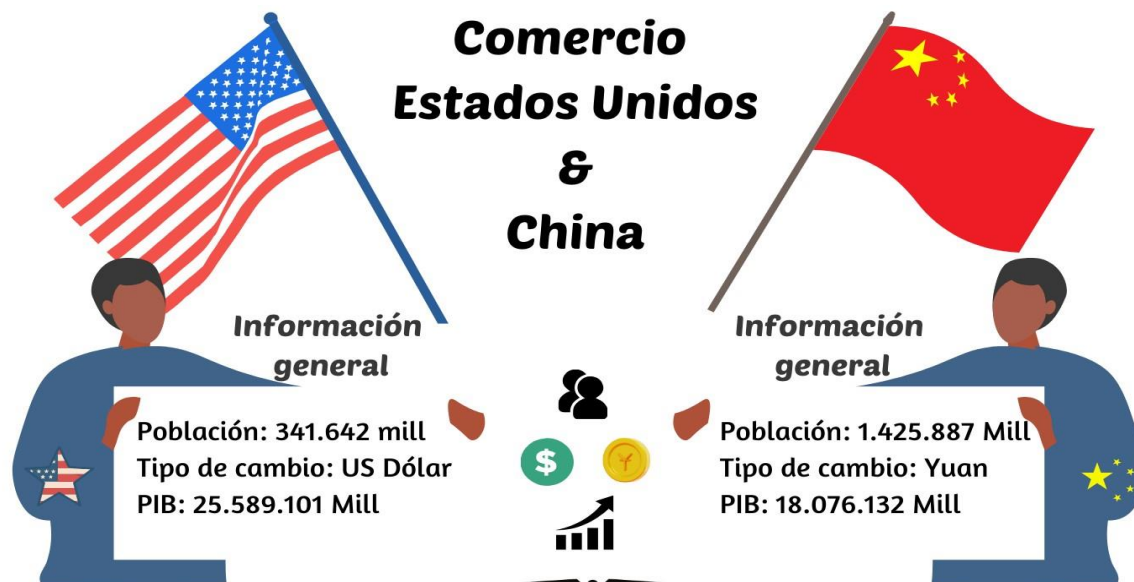 Comercio
Estados Unidos
&
China
Información
general
Población: 341.642 mill
Tipo de cambio: US Dólar
PIB: 25.589.101 Mill
$
Información
general
Población: 1.425.887 Mill
Tipo de cambio: Yuan
PIB: 18.076.132 Mill